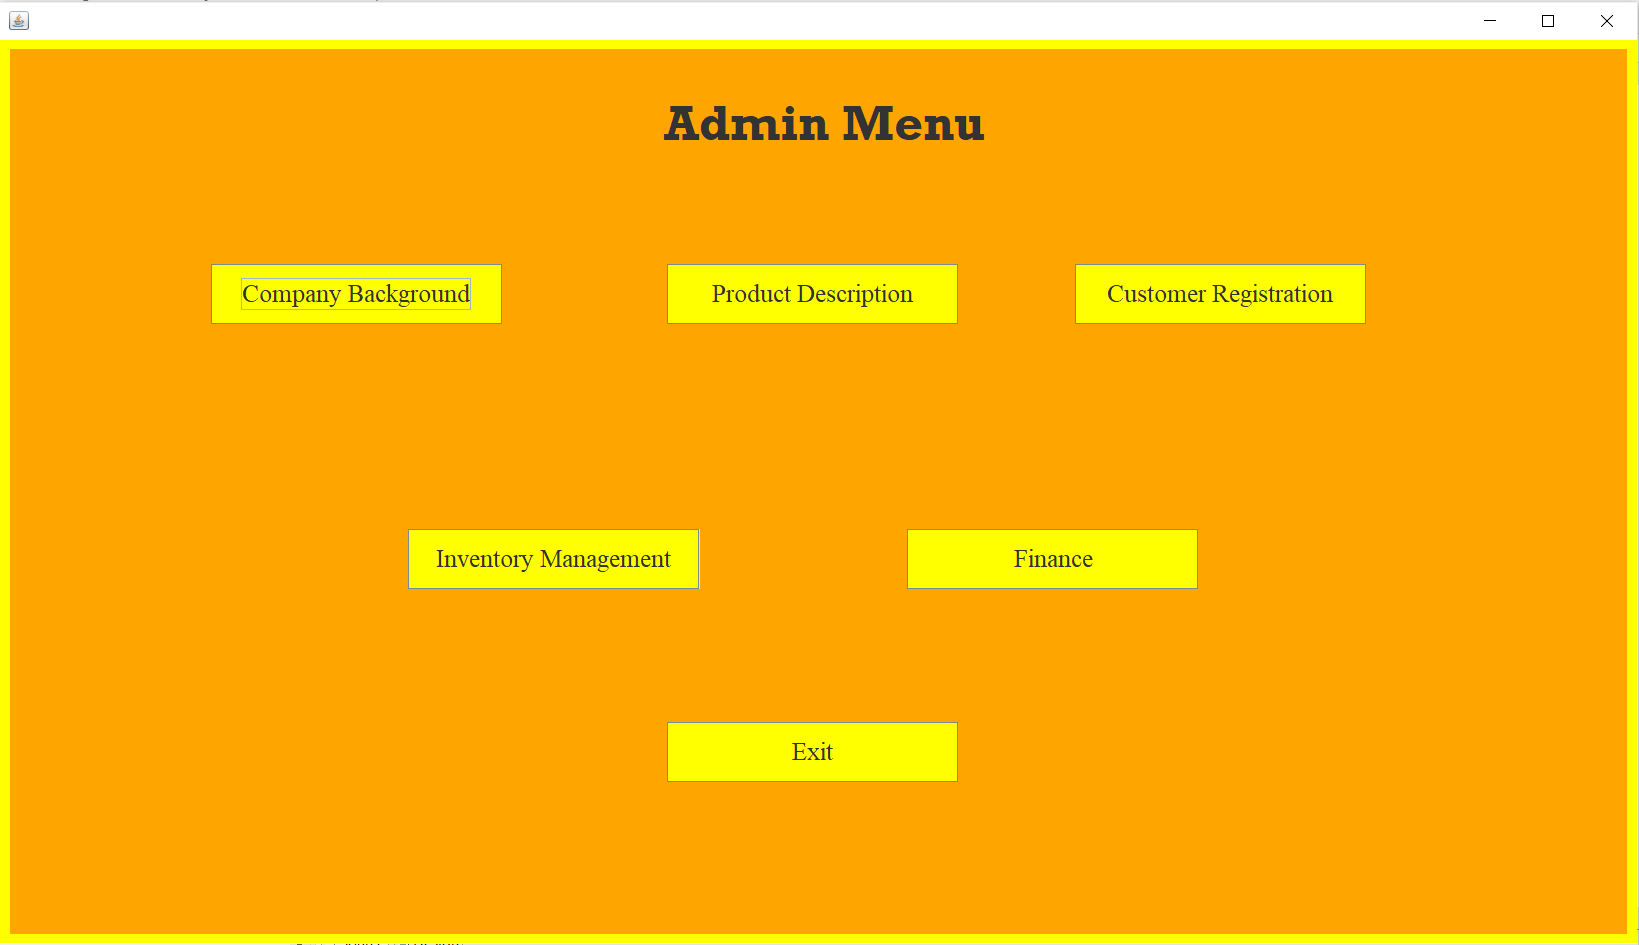 Admin Menu
Company Background
Product Description
Customer Registration
Inventory Management
Finance
Exit